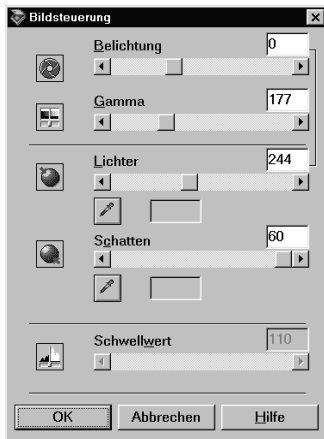 Bildsteuerung
Belichtung 0
Gamma 177
Lichter 244
Schatten 60
Schwellwert 110
OK Abbrechen Hilfe